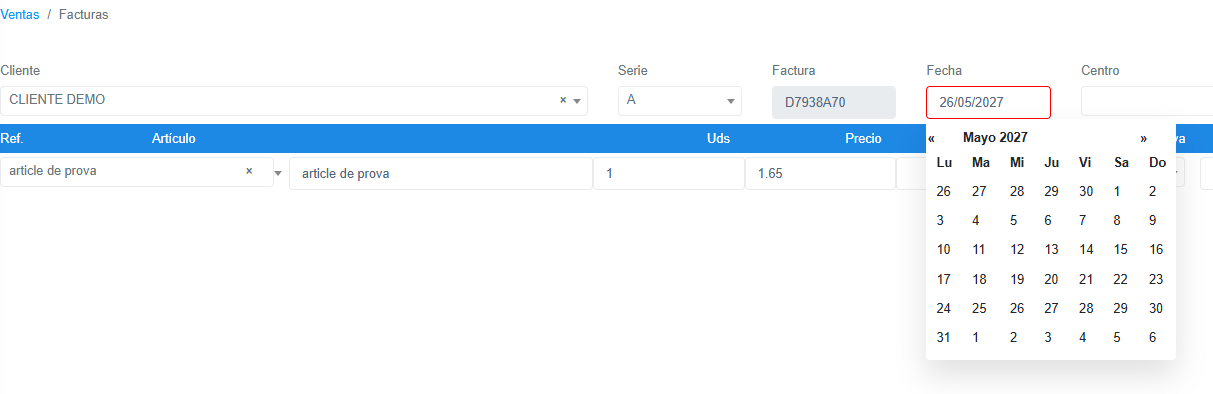 Ventas / Facturas
Cliente Serie Factura Fecha Centro
CLIENTE DEMO × A D7938A70 26/05/2027
Ref. Artículo Uds Precio va
article de prova × article de prova 1 1.65
« Mayo 2027 »
Lu Ma Mi Ju Vi Sa Do
26 27 28 29 30 1 2
3 4 5 6 7 8 9
10 11 12 13 14 15 16
17 18 19 20 21 22 23
24 25 26 27 28 29 30
31 1 2 3 4 5 6